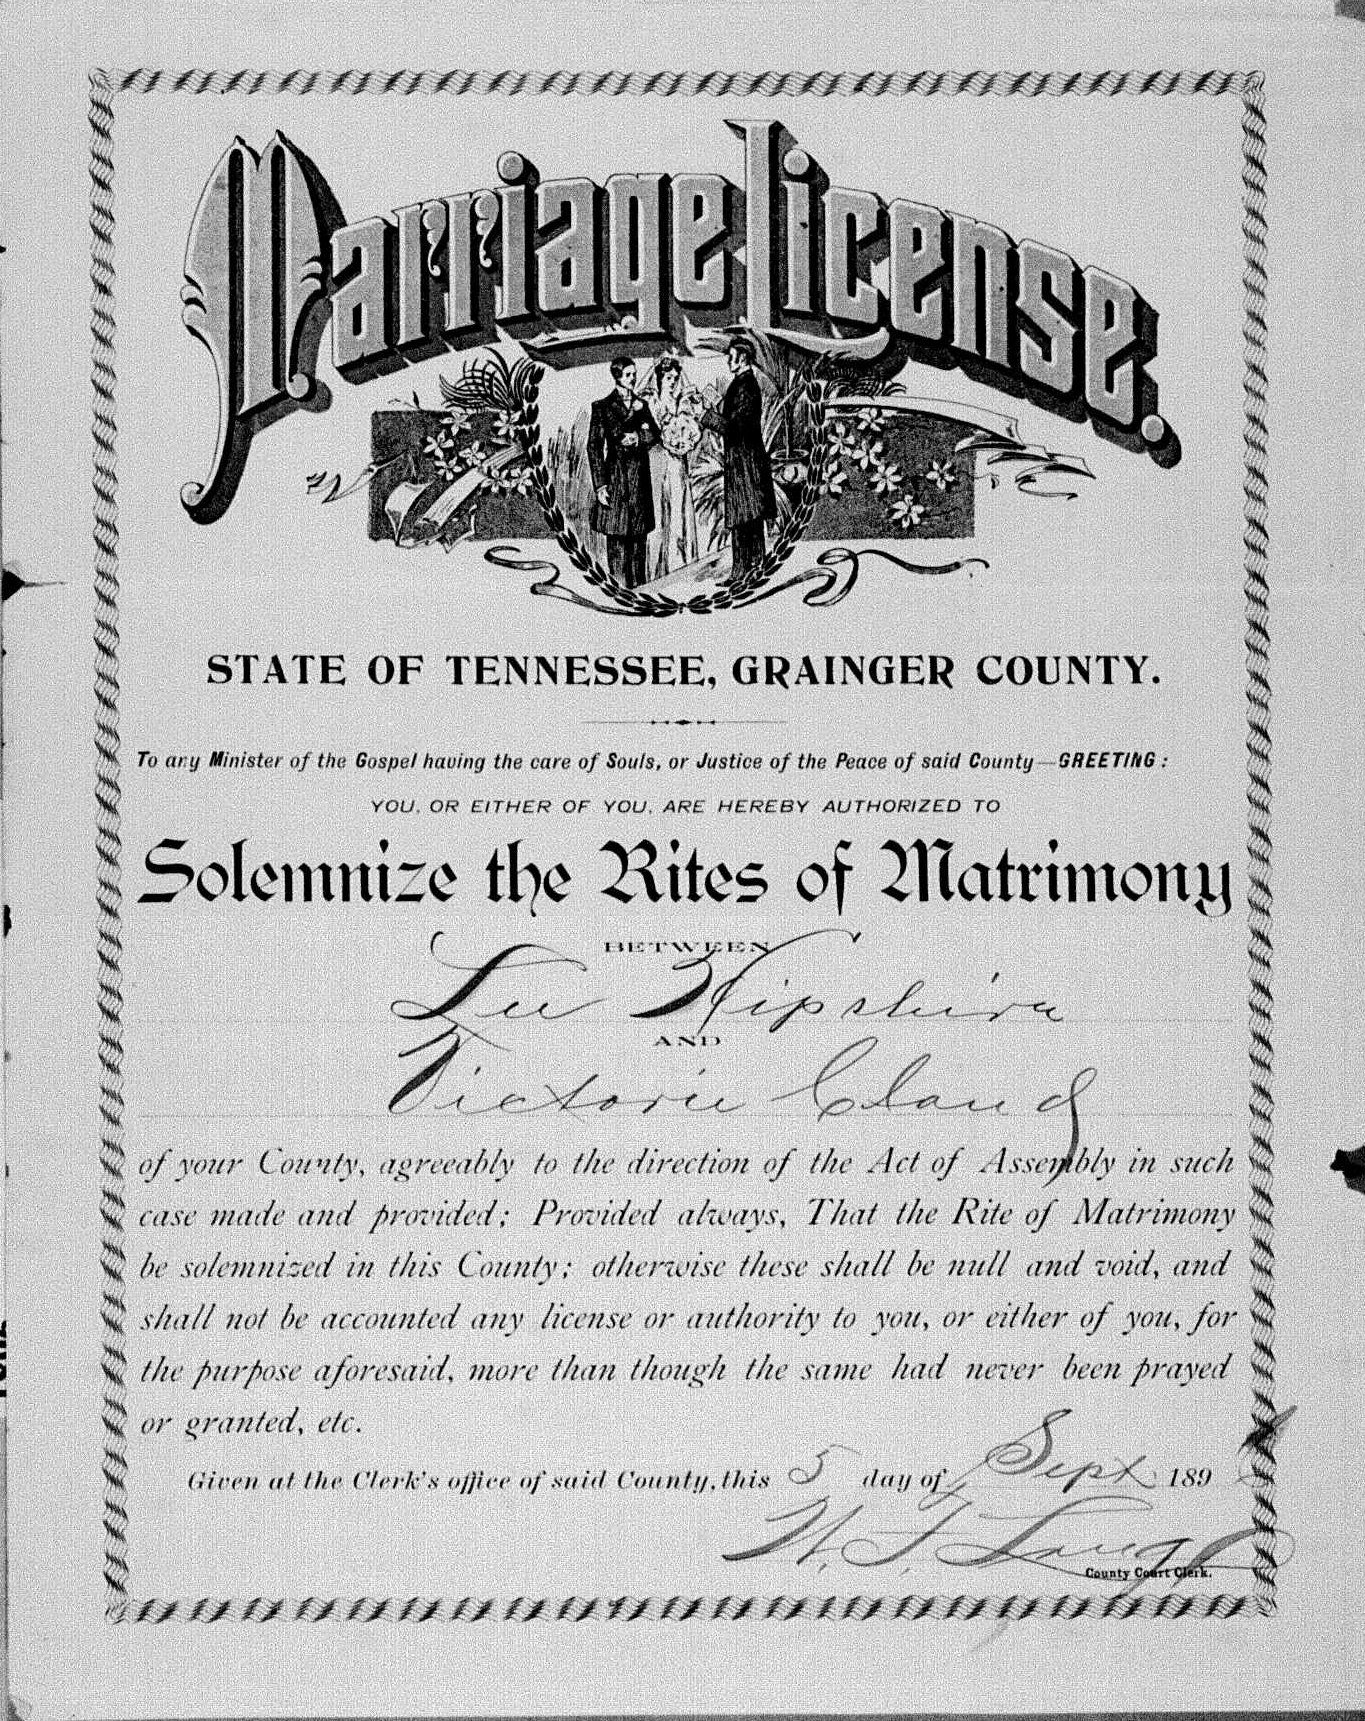 Marriage License.
STATE OF TENNESSEE, GRAINGER COUNTY.
To any Minister of the Gospel having the care of Souls, or Justice of the Peace of said County—GREETING:
YOU, OR EITHER OF YOU, ARE HEREBY AUTHORIZED TO
Solemnize the Rites of Matrimony
BETWEEN
Lee Hipshire
AND
Victoria Cloud
of your County, agreeably to the direction of the Act of Assembly in such
case made and provided; Provided always, That the Rite of Matrimony
be solemnized in this County; otherwise these shall be null and void, and
shall not be accounted any license or authority to you, or either of you, for
the purpose aforesaid, more than though the same had never been prayed
or granted, etc.
Given at the Clerk's office of said County, this 5 day of Sept 189
County Court Clerk.